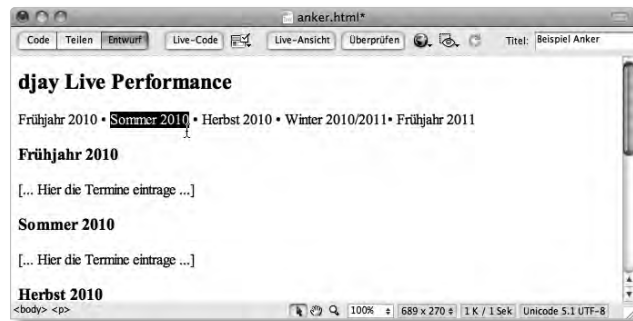 anker.html*
Code Teilen Entwurf Live-Code Live-Ansicht Überprüfen Titel: Beispiel Anker
djay Live Performance
Frühjahr 2010 • Sommer 2010 • Herbst 2010 • Winter 2010/2011• Frühjahr 2011
Frühjahr 2010
[... Hier die Termine eintrage ...]
Sommer 2010
[... Hier die Termine eintrage ...]
Herbst 2010
<body> <p> 100% 689 x 270 1 K / 1 Sek Unicode 5.1 UTF-8